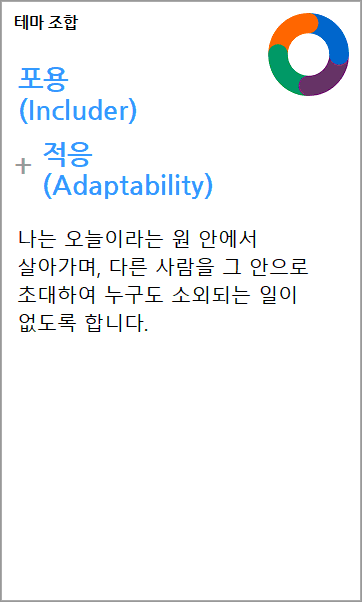 테마 조합
포용
(Includer)
+ 적응
(Adaptability)
나는 오늘이라는 원 안에서
살아가며, 다른 사람을 그 안으로
초대하여 누구도 소외되는 일이
없도록 합니다.